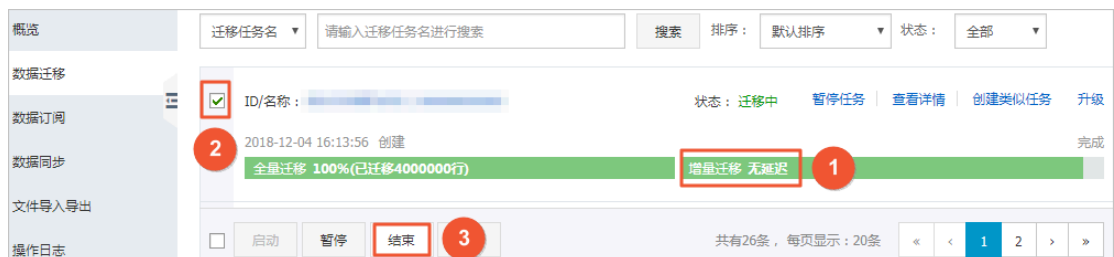 概览
数据迁移
数据订阅
数据同步
文件导入导出
操作日志
迁移任务名 ▼ 请输入迁移任务名进行搜索 搜索 排序： 默认排序 ▼ 状态： 全部 ▼
ID/名称： 状态：迁移中 暂停任务 查看详情 创建类似任务 升级
2 2018-12-04 16:13:56 创建 完成
全量迁移 100%(已迁移4000000行) 增量迁移 无延迟 1
启动 暂停 结束 3 共有26条，每页显示：20条 « ‹ 1 2 › »